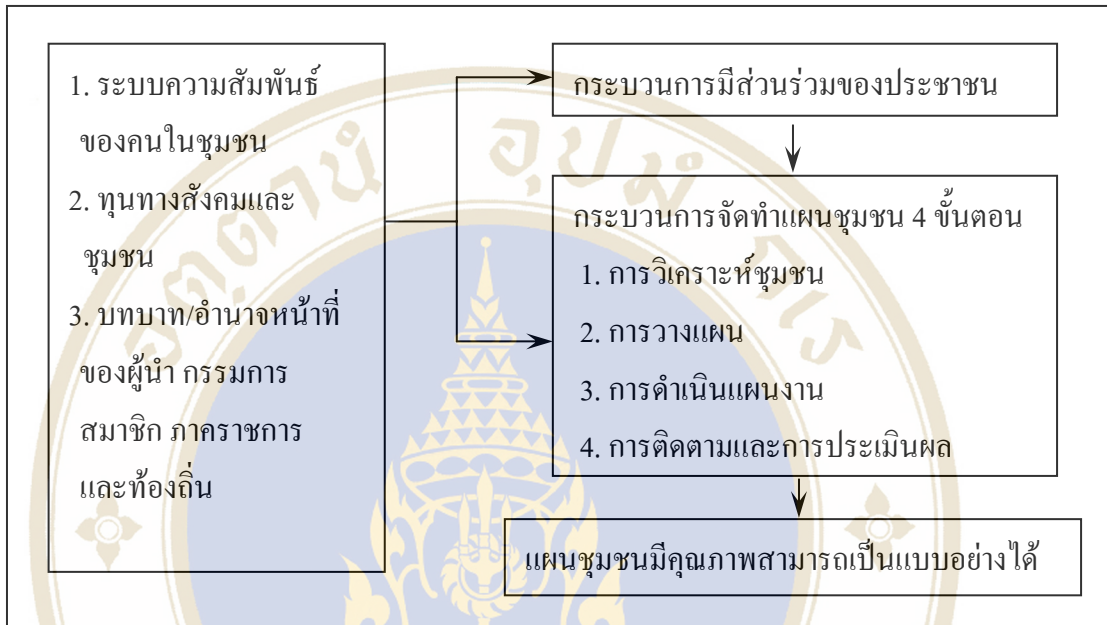 1. ระบบความสัมพันธ์
ของคนในชุมชน
2. ทุนทางสังคมและ
ชุมชน
3. บทบาท/อำนาจหน้าที่
ของผู้นำ กรรมการ
สมาชิก ภาคราชการ
และท้องถิ่น
กระบวนการมีส่วนร่วมของประชาชน
กระบวนการจัดทำแผนชุมชน 4 ขั้นตอน
1. การวิเคราะห์ชุมชน
2. การวางแผน
3. การดำเนินแผนงาน
4. การติดตามและการประเมินผล
แผนชุมชนมีคุณภาพสามารถเป็นแบบอย่างได้
อตฺตานํ อุปมํ กเร